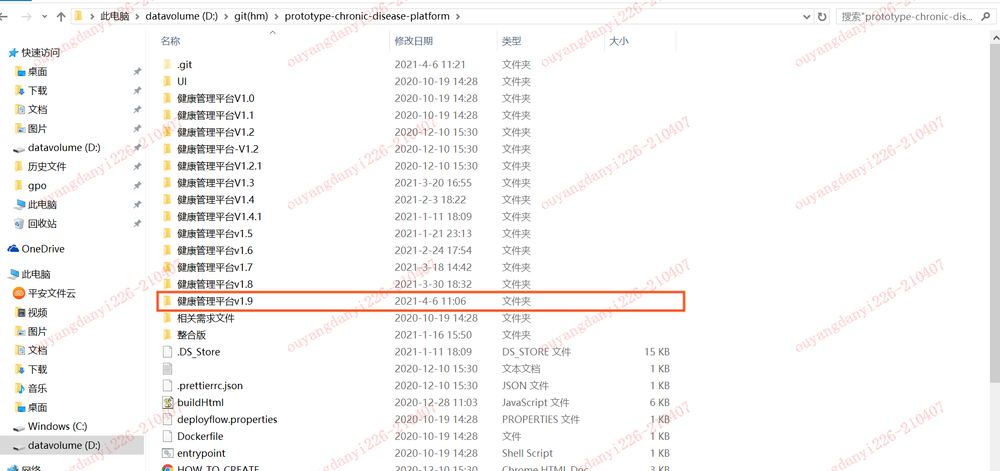 此电脑 > datavolume (D:) > git(hm) > prototype-chronic-disease-platform >
搜索"prototype-chronic-dis...
名称 修改日期 类型 大小
快速访问
桌面
下载
文档
图片
datavolume (D:)
历史文件
gpo
此电脑
回收站
OneDrive
此电脑
平安文件云
视频
图片
文档
下载
音乐
桌面
Windows (C:)
datavolume (D:)
网络
.git 2021-4-6 11:21 文件夹
UI 2020-10-19 14:28 文件夹
健康管理平台V1.0 2020-10-19 14:28 文件夹
健康管理平台V1.1 2020-10-19 14:28 文件夹
健康管理平台V1.2 2020-12-10 15:30 文件夹
健康管理平台-V1.2 2020-12-10 15:30 文件夹
健康管理平台V1.2.1 2020-12-10 15:30 文件夹
健康管理平台V1.3 2021-3-20 16:55 文件夹
健康管理平台V1.4 2021-2-3 18:22 文件夹
健康管理平台V1.4.1 2021-1-11 18:09 文件夹
健康管理平台v1.5 2021-1-21 23:13 文件夹
健康管理平台v1.6 2021-2-24 17:54 文件夹
健康管理平台v1.7 2021-3-18 14:42 文件夹
健康管理平台v1.8 2021-3-30 18:32 文件夹
健康管理平台v1.9 2021-4-6 11:06 文件夹
相关需求文件 2020-10-19 14:28 文件夹
整合版 2021-1-16 15:50 文件夹
.DS_Store 2021-1-11 18:09 DS_STORE 文件 15 KB
2020-12-10 15:30 文本文档 1 KB
.prettierrc.json 2020-12-10 15:30 JSON 文件 1 KB
buildHtml 2020-12-28 11:03 JavaScript 文件 6 KB
deployflow.properties 2020-10-19 14:28 PROPERTIES 文件 1 KB
Dockerfile 2020-10-19 14:28 文件 1 KB
entrypoint 2020-10-19 14:28 Shell Script 1 KB
HOW_TO_CREATE 2020-12-10 15:30 Chrome HTML Doc... 3 KB
ouyangdanyi226-210407